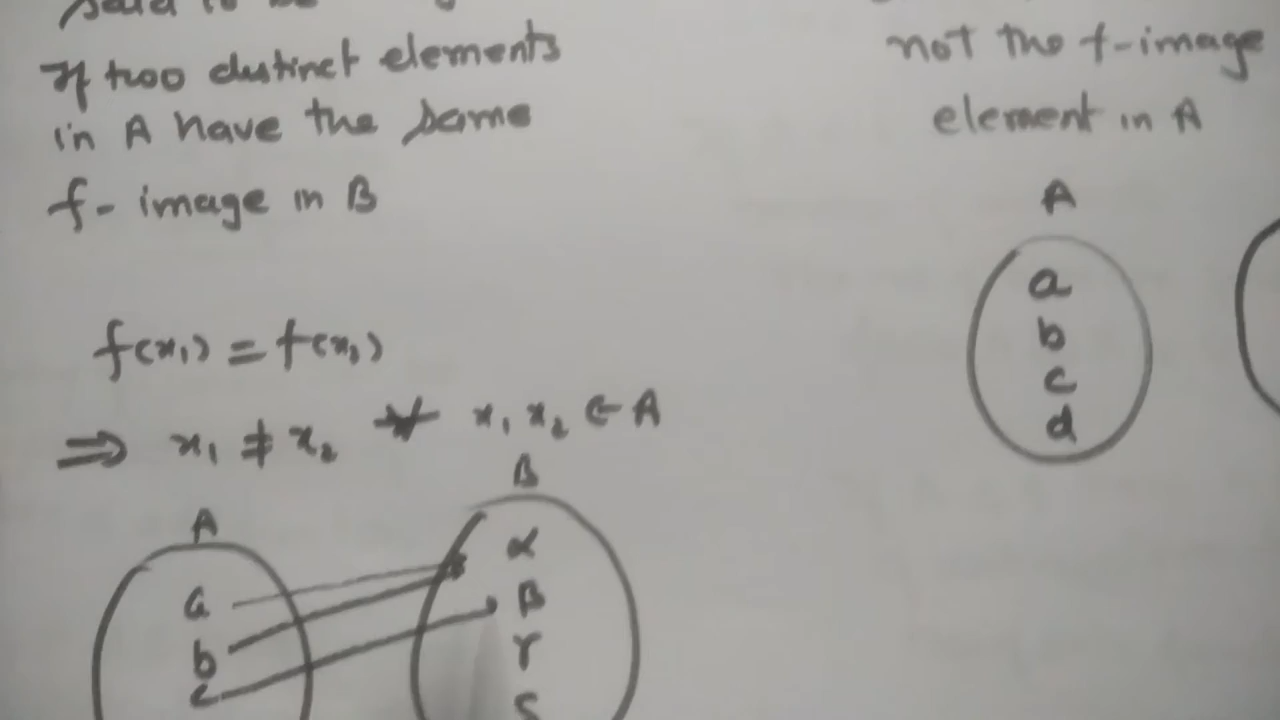 If two distinct elements
in A have the same
f- image in B
f(x₁) = f(x₂)
⇒ x₁ ≠ x₂ ∀ x₁, x₂ ∈ A
A
a
b
c
B
α
β
γ
not the f-image
element in A
A
a
b
c
d